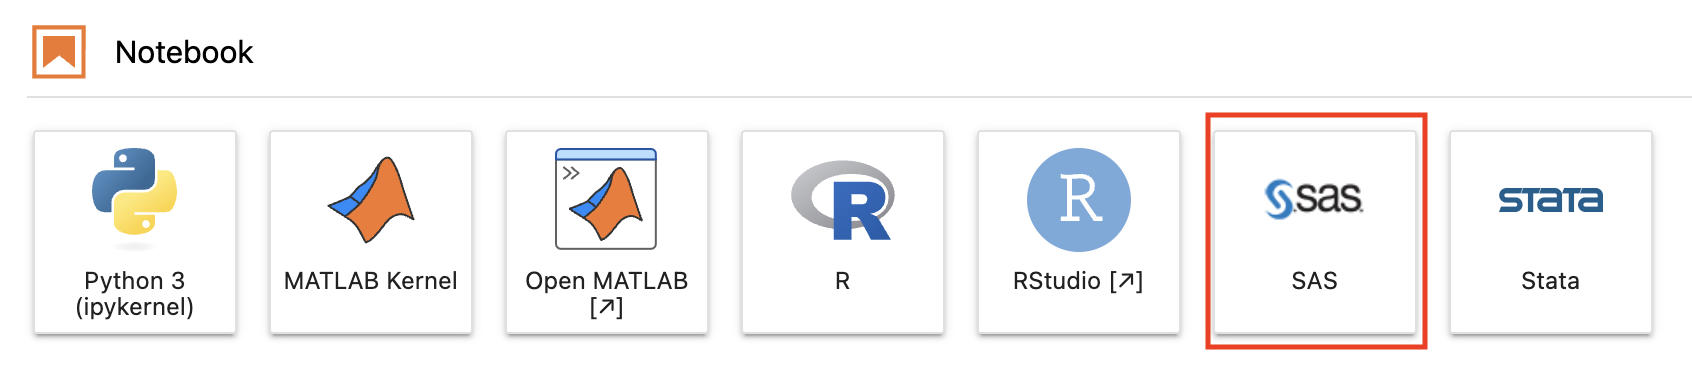 Notebook
Python 3
(ipykernel)
MATLAB Kernel
>>
Open MATLAB
[↗]
R
R
R
RStudio [↗]
sas
SAS
STATA
Stata